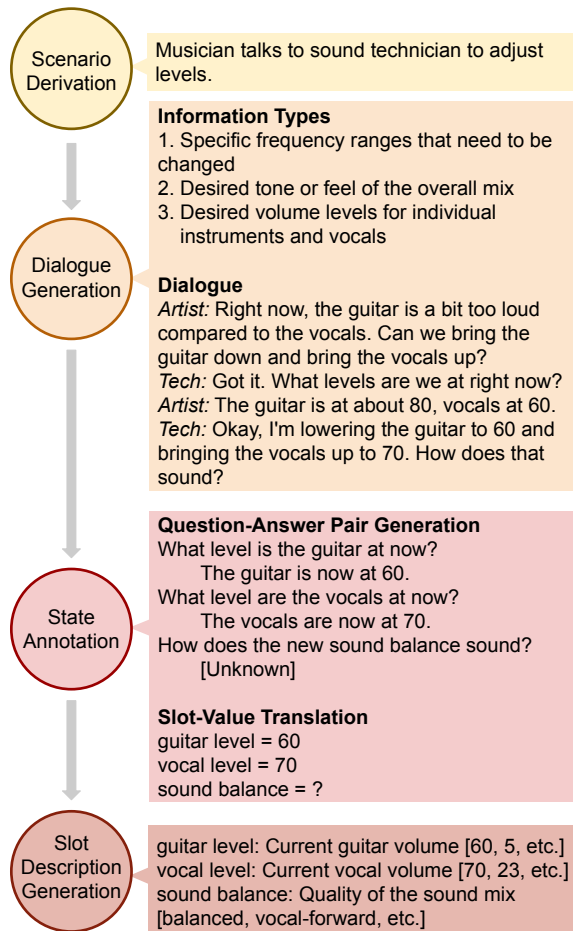 Scenario
Derivation
Musician talks to sound technician to adjust
levels.
Dialogue
Generation
Information Types
1. Specific frequency ranges that need to be
changed
2. Desired tone or feel of the overall mix
3. Desired volume levels for individual
instruments and vocals
Dialogue
Artist: Right now, the guitar is a bit too loud
compared to the vocals. Can we bring the
guitar down and bring the vocals up?
Tech: Got it. What levels are we at right now?
Artist: The guitar is at about 80, vocals at 60.
Tech: Okay, I'm lowering the guitar to 60 and
bringing the vocals up to 70. How does that
sound?
State
Annotation
Question-Answer Pair Generation
What level is the guitar at now?
The guitar is now at 60.
What level are the vocals at now?
The vocals are now at 70.
How does the new sound balance sound?
[Unknown]
Slot-Value Translation
guitar level = 60
vocal level = 70
sound balance = ?
Slot
Description
Generation
guitar level: Current guitar volume [60, 5, etc.]
vocal level: Current vocal volume [70, 23, etc.]
sound balance: Quality of the sound mix
[balanced, vocal-forward, etc.]